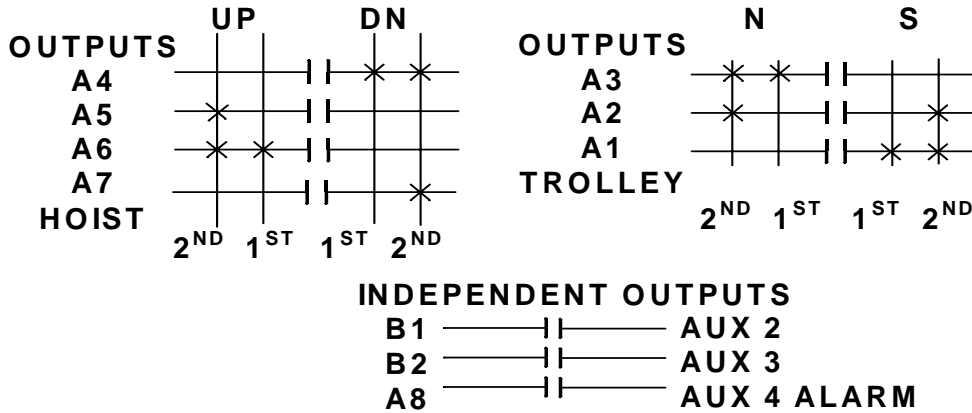 UP DN
OUTPUTS
A4
A5
A6
A7
HOIST
2ND 1ST 1ST 2ND
N S
OUTPUTS
A3
A2
A1
TROLLEY
2ND 1ST 1ST 2ND
INDEPENDENT OUTPUTS
B1 AUX 2
B2 AUX 3
A8 AUX 4 ALARM